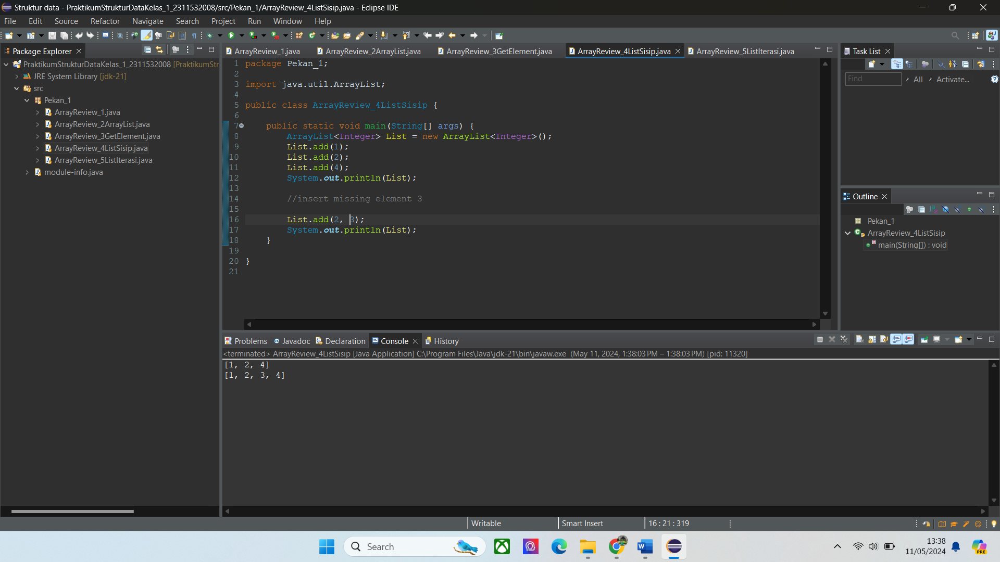 Struktur data - PraktikumStrukturDataKelas_1_2311532008/src/Pekan_1/ArrayReview_4ListSisip.java - Eclipse IDE
File Edit Source Refactor Navigate Search Project Run Window Help
Package Explorer
PraktikumStrukturDataKelas_1_2311532008 [PraktikumStr
JRE System Library [jdk-21]
src
Pekan_1
ArrayReview_1.java
ArrayReview_2ArrayList.java
ArrayReview_3GetElement.java
ArrayReview_4ListSisip.java
ArrayReview_5ListIterasi.java
module-info.java
ArrayReview_1.java ArrayReview_2ArrayList.java ArrayReview_3GetElement.java ArrayReview_4ListSisip.java ArrayReview_5ListIterasi.java
1 package Pekan_1;
2
3 import java.util.ArrayList;
4
5 public class ArrayReview_4ListSisip {
6
7 public static void main(String[] args) {
8 ArrayList<Integer> List = new ArrayList<Integer>();
9 List.add(1);
10 List.add(2);
11 List.add(4);
12 System.out.println(List);
13
14 //insert missing element 3
15
16 List.add(2, 3);
17 System.out.println(List);
18 }
19
20 }
21
Task List
Find All Activate...
Outline
Pekan_1
ArrayReview_4ListSisip
main(String[]) : void
Problems Javadoc Declaration Console History
<terminated> ArrayReview_4ListSisip [Java Application] C:\Program Files\Java\jdk-21\bin\javaw.exe (May 11, 2024, 1:38:03 PM – 1:38:03 PM) [pid: 11320]
[1, 2, 4]
[1, 2, 3, 4]
Writable Smart Insert 16 : 21 : 319
Search
13:38
11/05/2024
PRE